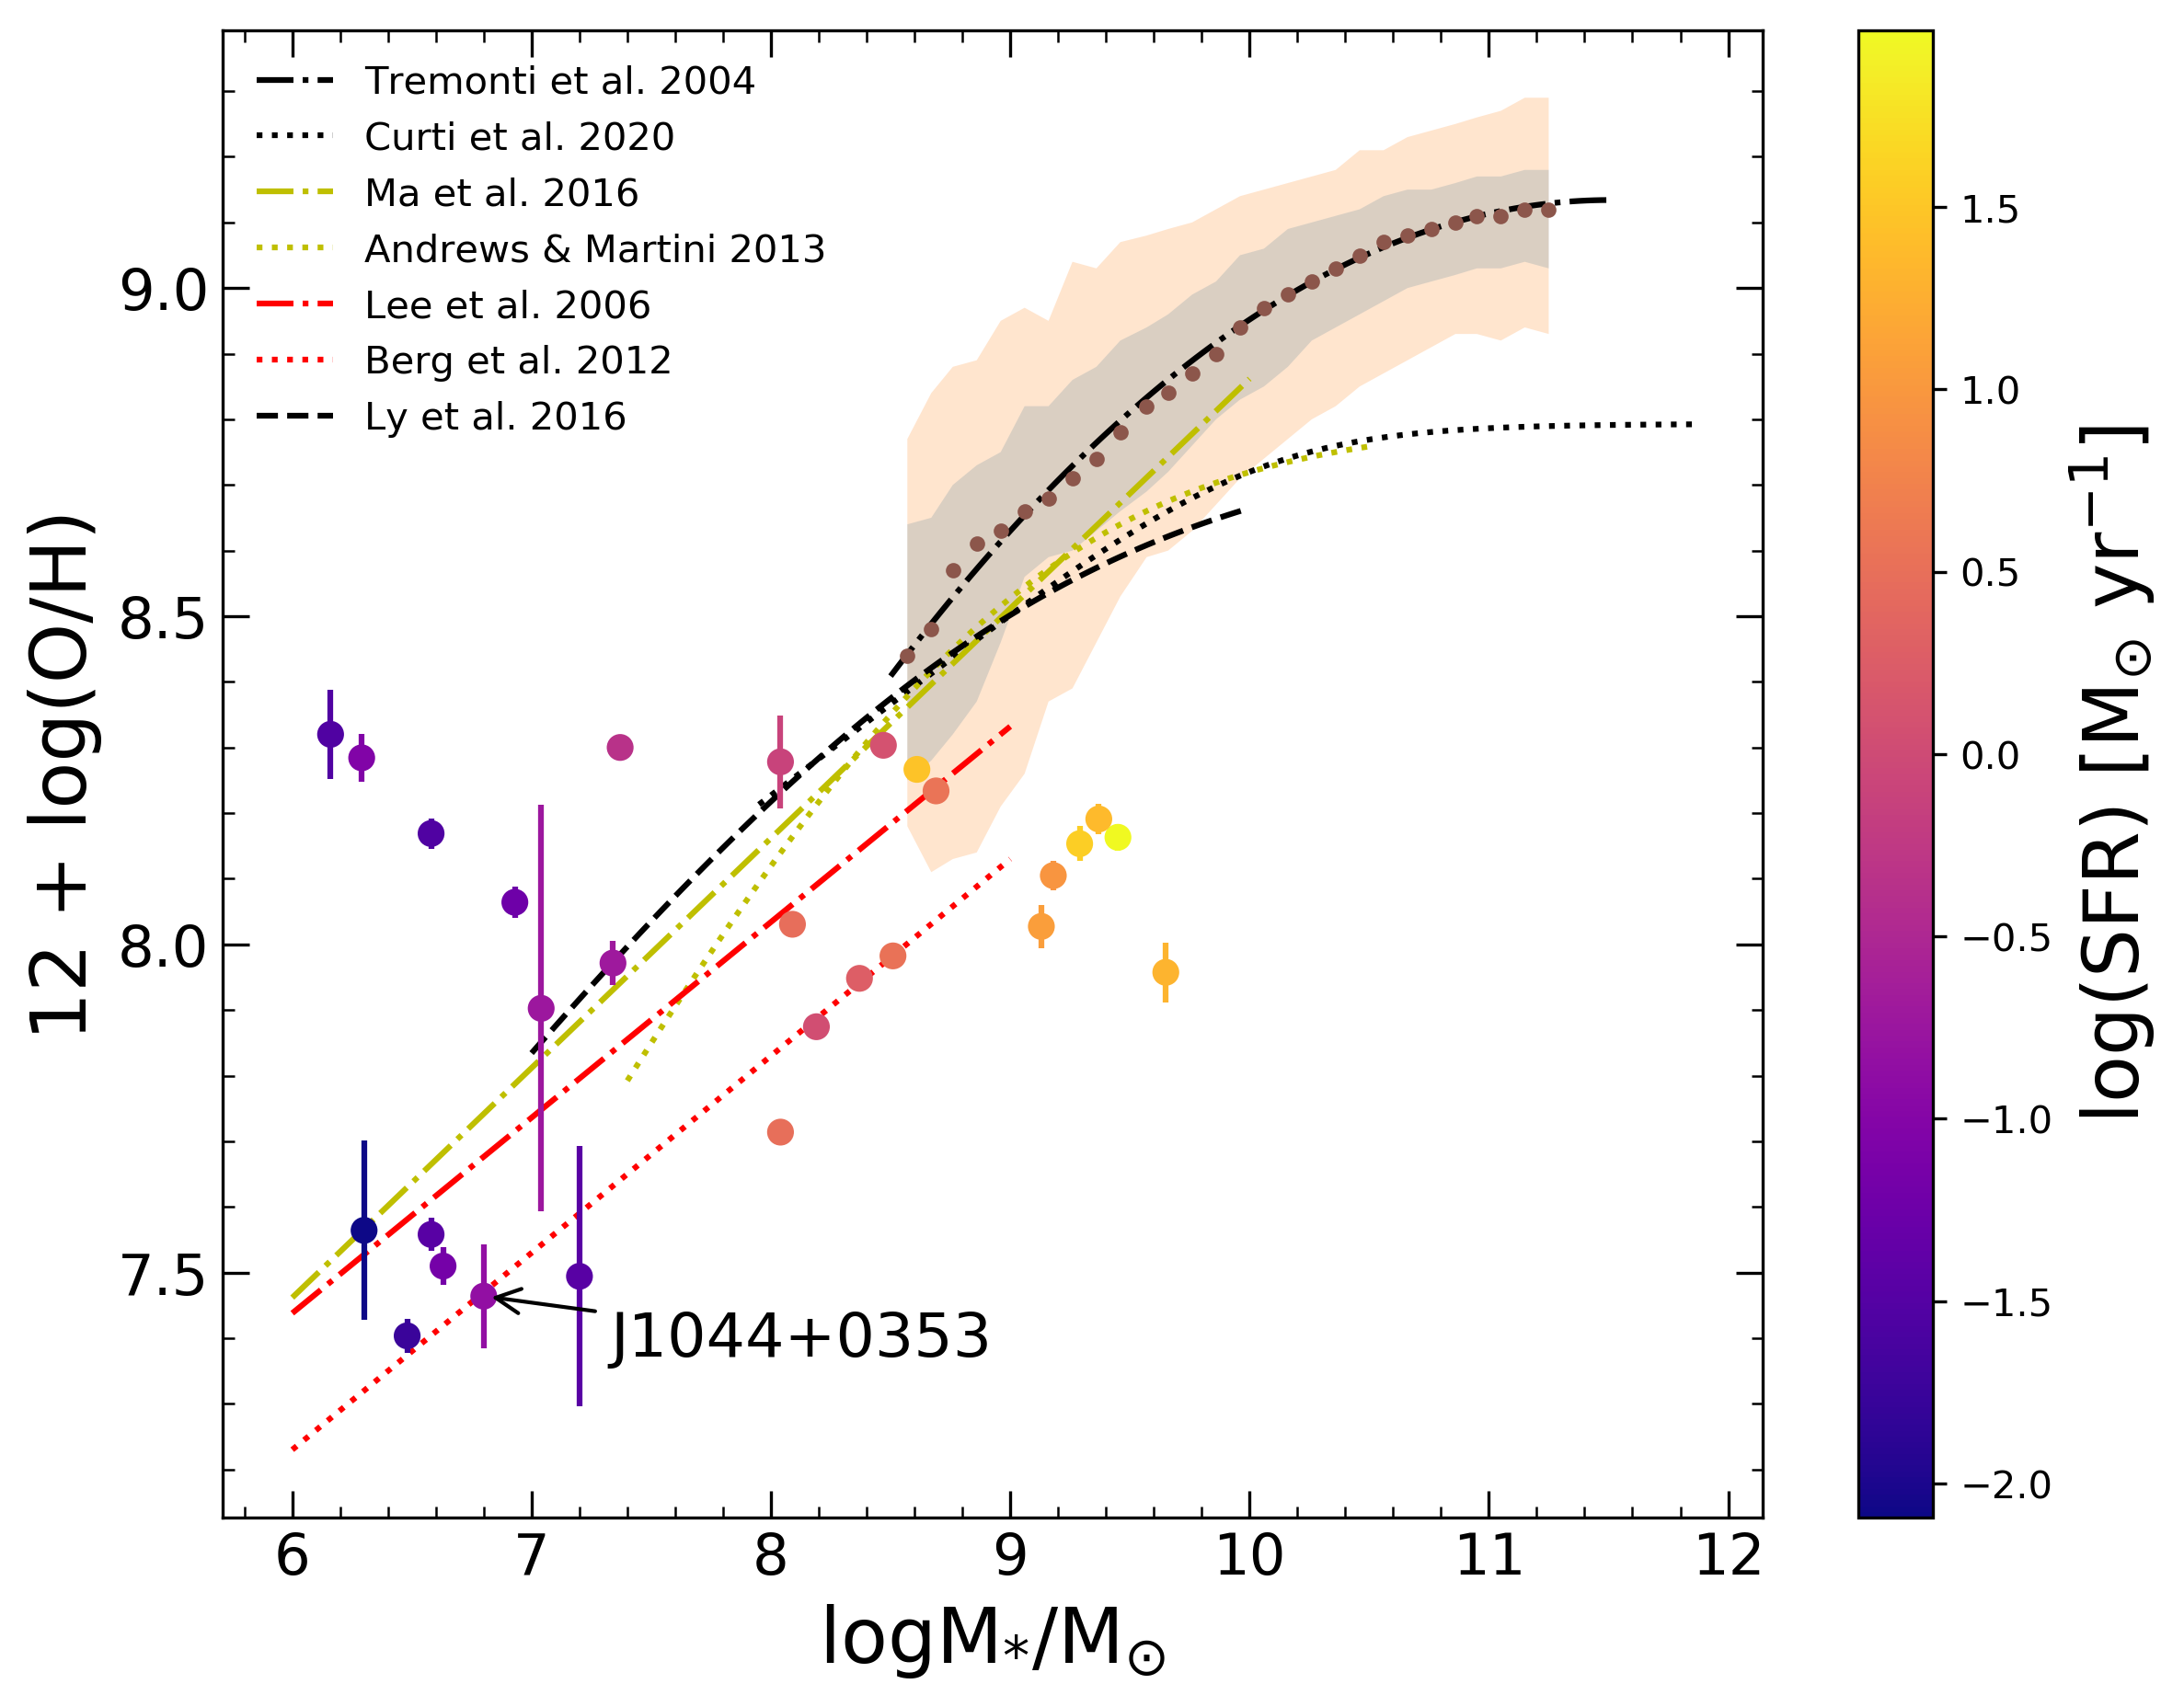 Tremonti et al. 2004
Curti et al. 2020
Ma et al. 2016
Andrews & Martini 2013
Lee et al. 2006
Berg et al. 2012
Ly et al. 2016
J1044+0353
12 + log(O/H)
9.0
8.5
8.0
7.5
6 7 8 9 10 11 12
logM*/M⊙
1.5
1.0
0.5
0.0
−0.5
−1.0
−1.5
−2.0
log(SFR) [M⊙ yr⁻¹]